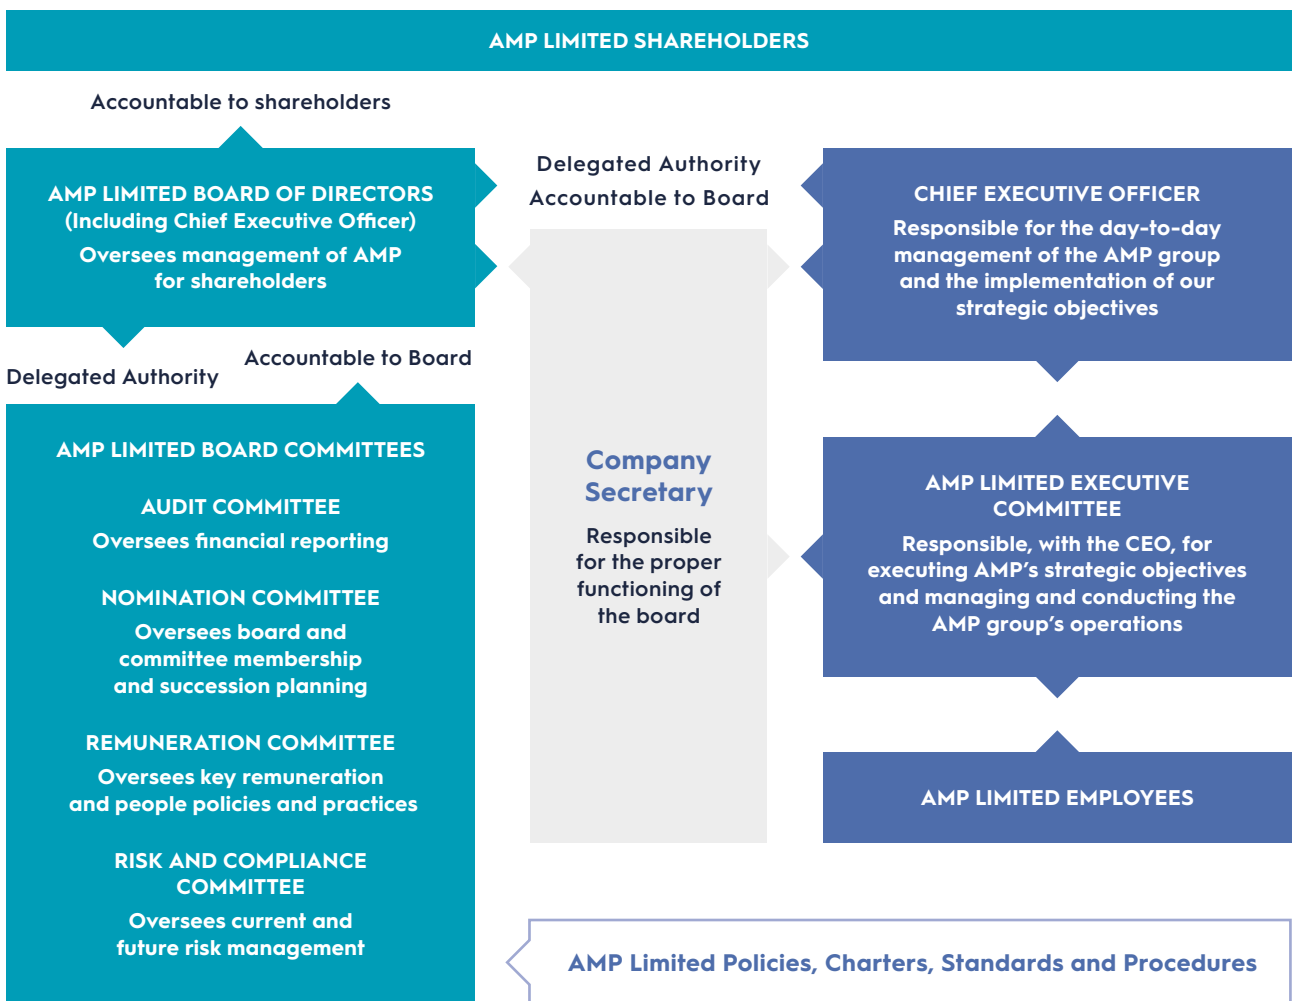 AMP LIMITED SHAREHOLDERS
Accountable to shareholders
AMP LIMITED BOARD OF DIRECTORS
(Including Chief Executive Officer)
Oversees management of AMP
for shareholders
Delegated Authority
Accountable to Board
CHIEF EXECUTIVE OFFICER
Responsible for the day-to-day
management of the AMP group
and the implementation of our
strategic objectives
Accountable to Board
Delegated Authority
AMP LIMITED BOARD COMMITTEES
AUDIT COMMITTEE
Oversees financial reporting
NOMINATION COMMITTEE
Oversees board and
committee membership
and succession planning
REMUNERATION COMMITTEE
Oversees key remuneration
and people policies and practices
RISK AND COMPLIANCE
COMMITTEE
Oversees current and
future risk management
Company
Secretary
Responsible
for the proper
functioning of
the board
AMP LIMITED EXECUTIVE
COMMITTEE
Responsible, with the CEO, for
executing AMP's strategic objectives
and managing and conducting the
AMP group's operations
AMP LIMITED EMPLOYEES
AMP Limited Policies, Charters, Standards and Procedures